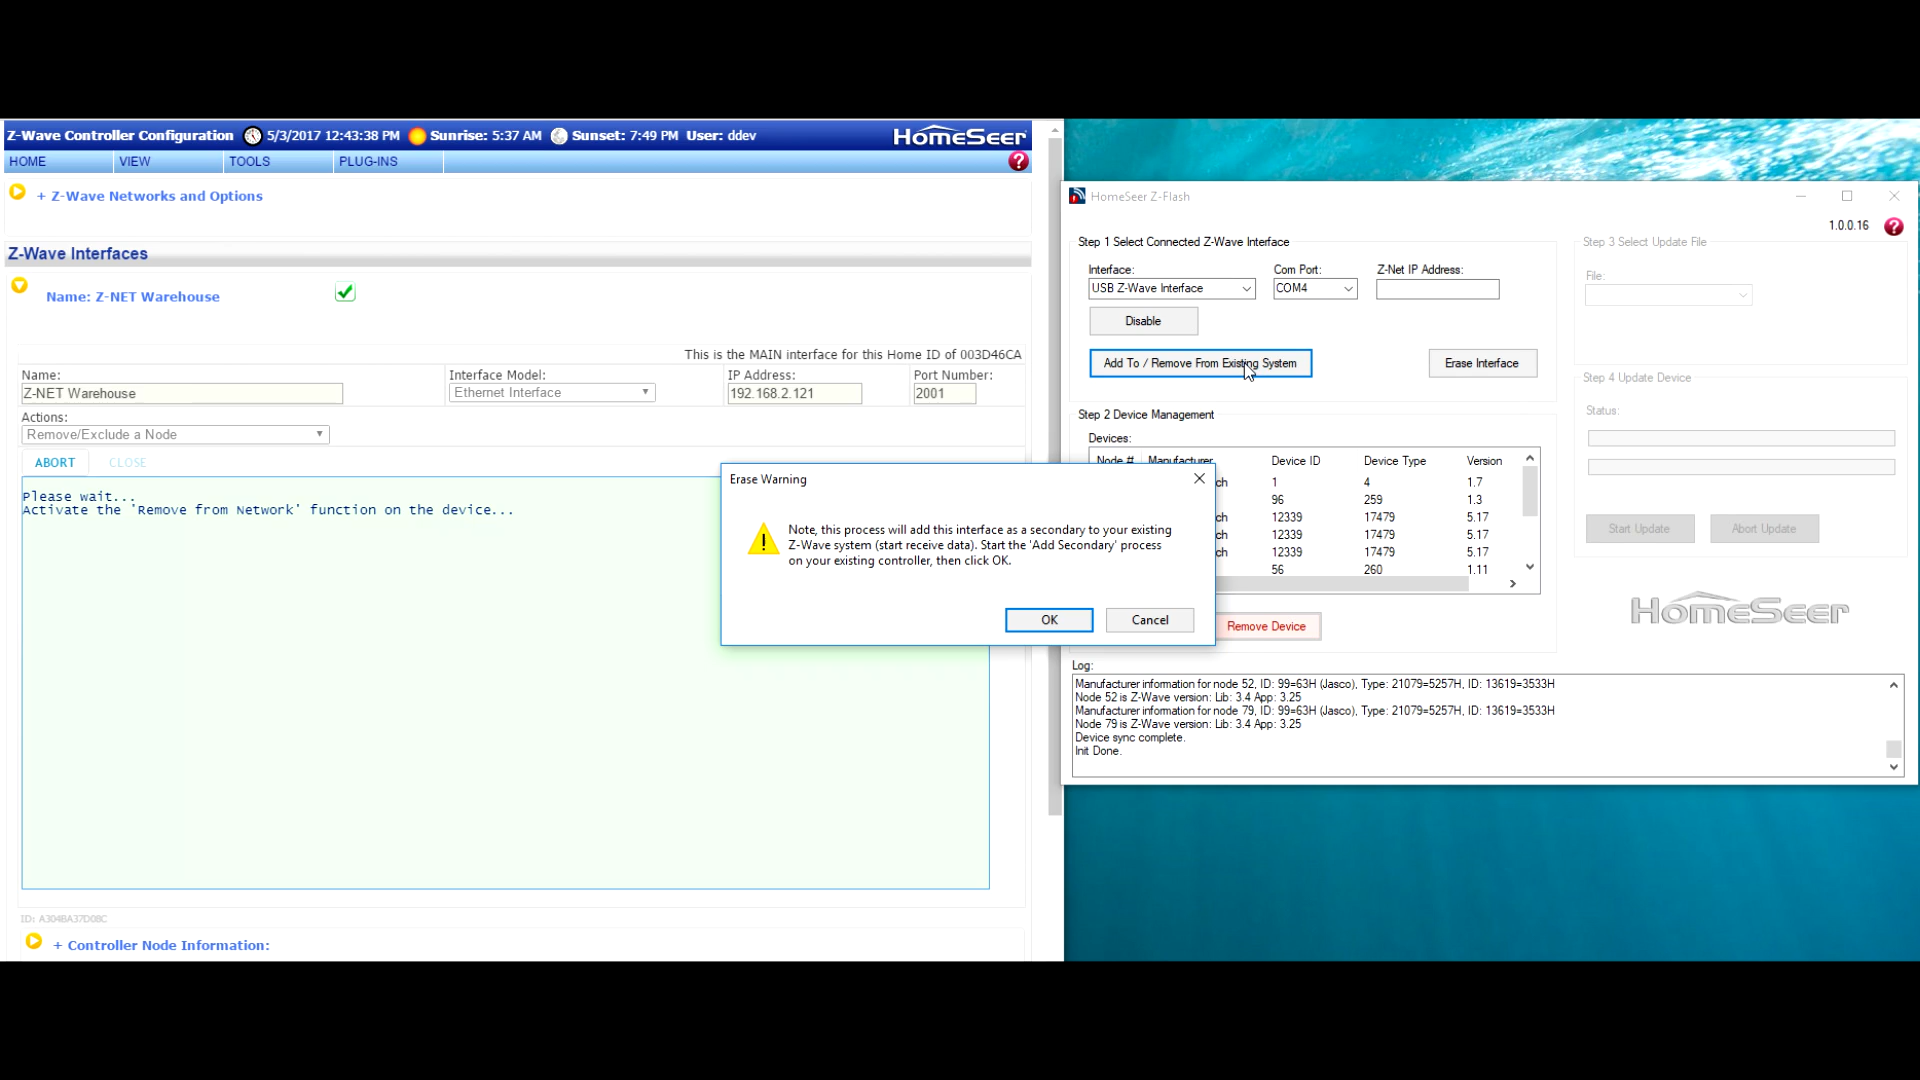 Z-Wave Controller Configuration 5/3/2017 12:43:38 PM Sunrise: 5:37 AM Sunset: 7:49 PM User: ddev HomeSeer
HOME VIEW TOOLS PLUG-INS ?
+ Z-Wave Networks and Options
Z-Wave Interfaces
Name: Z-NET Warehouse
This is the MAIN interface for this Home ID of 003D46CA
Name: Interface Model: IP Address: Port Number:
Z-NET Warehouse Ethernet Interface 192.168.2.121 2001
Actions:
Remove/Exclude a Node
ABORT CLOSE
Please wait...
Activate the 'Remove from Network' function on the device...
ID: A304BA37D08C
+ Controller Node Information:
Erase Warning
Note, this process will add this interface as a secondary to your existing
Z-Wave system (start receive data). Start the 'Add Secondary' process
on your existing controller, then click OK.
OK Cancel
HomeSeer Z-Flash
1.0.0.16 ?
Step 1 Select Connected Z-Wave Interface
Interface: Com Port: Z-Net IP Address:
USB Z-Wave Interface COM4
Disable
Add To / Remove From Existing System Erase Interface
Step 2 Device Management
Devices:
Node # Manufacturer Device ID Device Type Version
ch 1 4 1.7
96 259 1.3
ch 12339 17479 5.17
ch 12339 17479 5.17
ch 12339 17479 5.17
56 260 1.11
Remove Device
Step 3 Select Update File
File:
Step 4 Update Device
Status:
Start Update Abort Update
HomeSeer
Log:
Manufacturer information for node 52, ID: 99=63H (Jasco), Type: 21079=5257H, ID: 13619=3533H
Node 52 is Z-Wave version: Lib: 3.4 App: 3.25
Manufacturer information for node 79, ID: 99=63H (Jasco), Type: 21079=5257H, ID: 13619=3533H
Node 79 is Z-Wave version: Lib: 3.4 App: 3.25
Device sync complete.
Init Done.